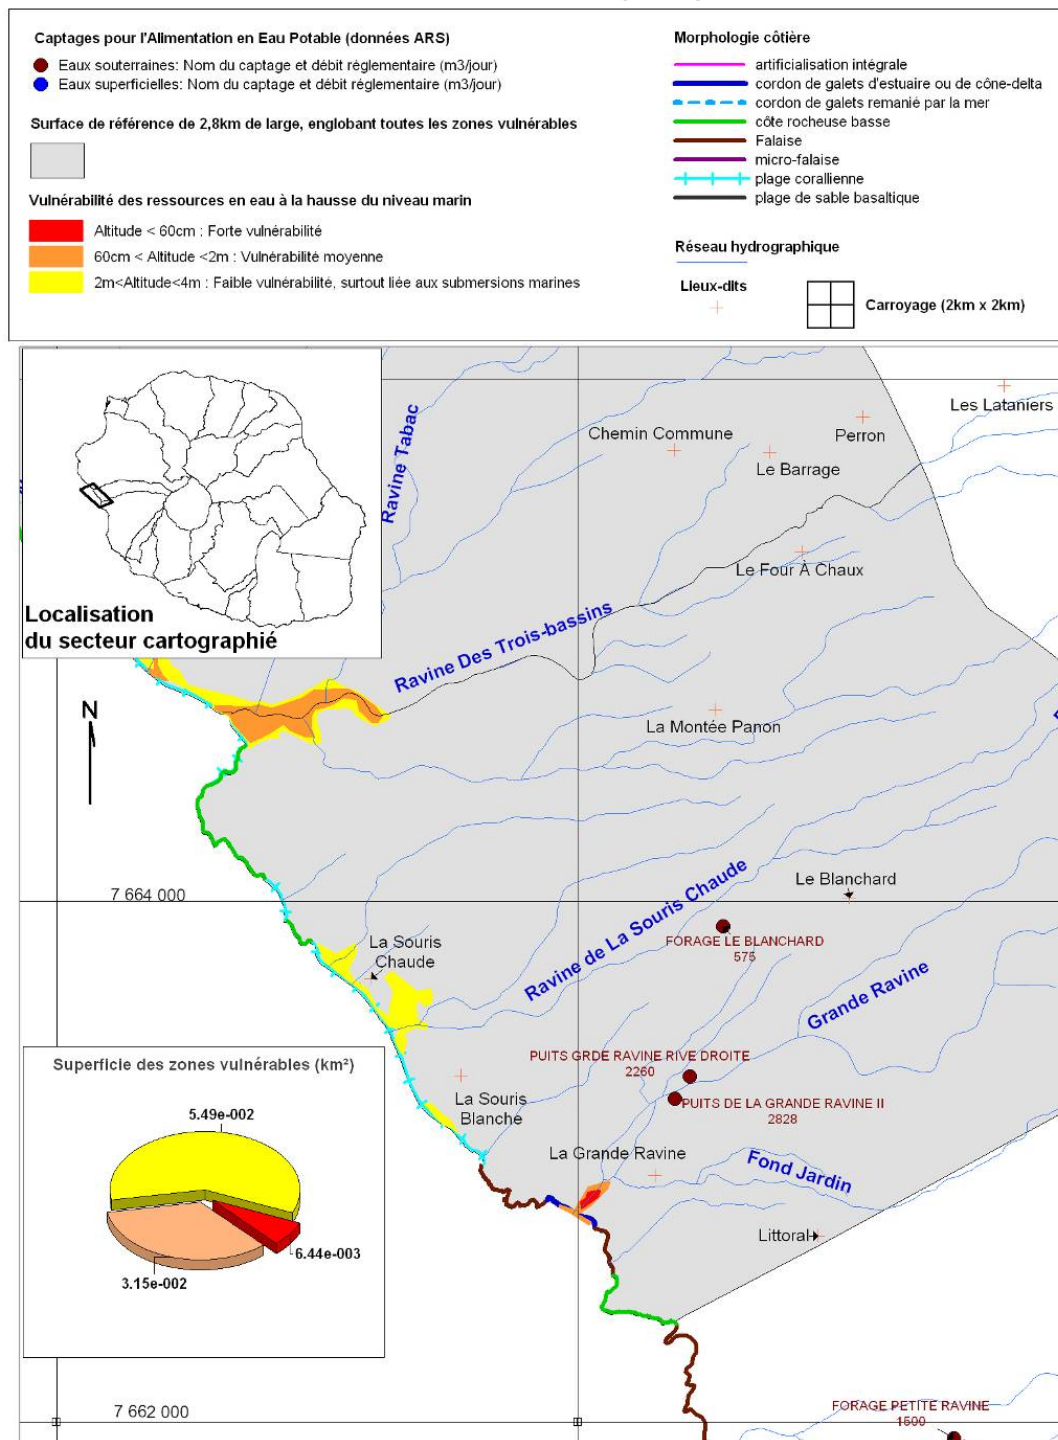 Captages pour l'Alimentation en Eau Potable (données ARS)
Eaux souterraines: Nom du captage et débit réglementaire (m3/jour)
Eaux superficielles: Nom du captage et débit réglementaire (m3/jour)
Surface de référence de 2,8km de large, englobant toutes les zones vulnérables
Vulnérabilité des ressources en eau à la hausse du niveau marin
Altitude < 60cm : Forte vulnérabilité
60cm < Altitude <2m : Vulnérabilité moyenne
2m<Altitude<4m : Faible vulnérabilité, surtout liée aux submersions marines
Morphologie côtière
artificialisation intégrale
cordon de galets d'estuaire ou de cône-delta
cordon de galets remanié par la mer
côte rocheuse basse
Falaise
micro-falaise
plage corallienne
plage de sable basaltique
Réseau hydrographique
Lieux-dits
Carroyage (2km x 2km)
Localisation
du secteur cartographié
Ravine Tabac
Chemin Commune
Les Lataniers
Perron
Le Barrage
Le Four À Chaux
Ravine Des Trois-bassins
N
La Montée Panon
7 664 000
Le Blanchard
La Souris
Chaude
Ravine de La Souris Chaude
FORAGE LE BLANCHARD
575
Grande Ravine
PUITS GRDE RAVINE RIVE DROITE
2260
PUITS DE LA GRANDE RAVINE II
2828
La Souris
Blanche
La Grande Ravine
Fond Jardin
Littoral
Superficie des zones vulnérables (km²)
5.49e-002
6.44e-003
3.15e-002
7 662 000
FORAGE PETITE RAVINE
1500